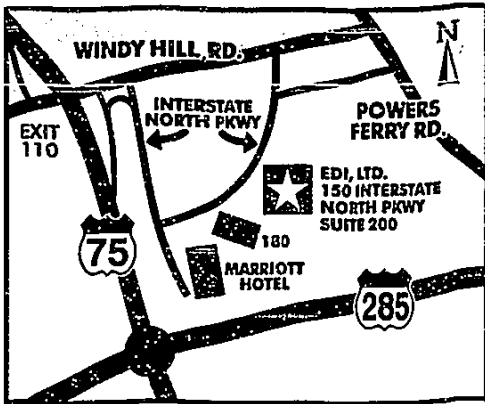 WINDY HILL RD.
N
INTERSTATE
NORTH PKWY
EXIT
110
POWERS
FERRY RD.
EDI, LTD.
150 INTERSTATE
NORTH PKWY
SUITE 200
180
75
MARRIOTT
HOTEL
285